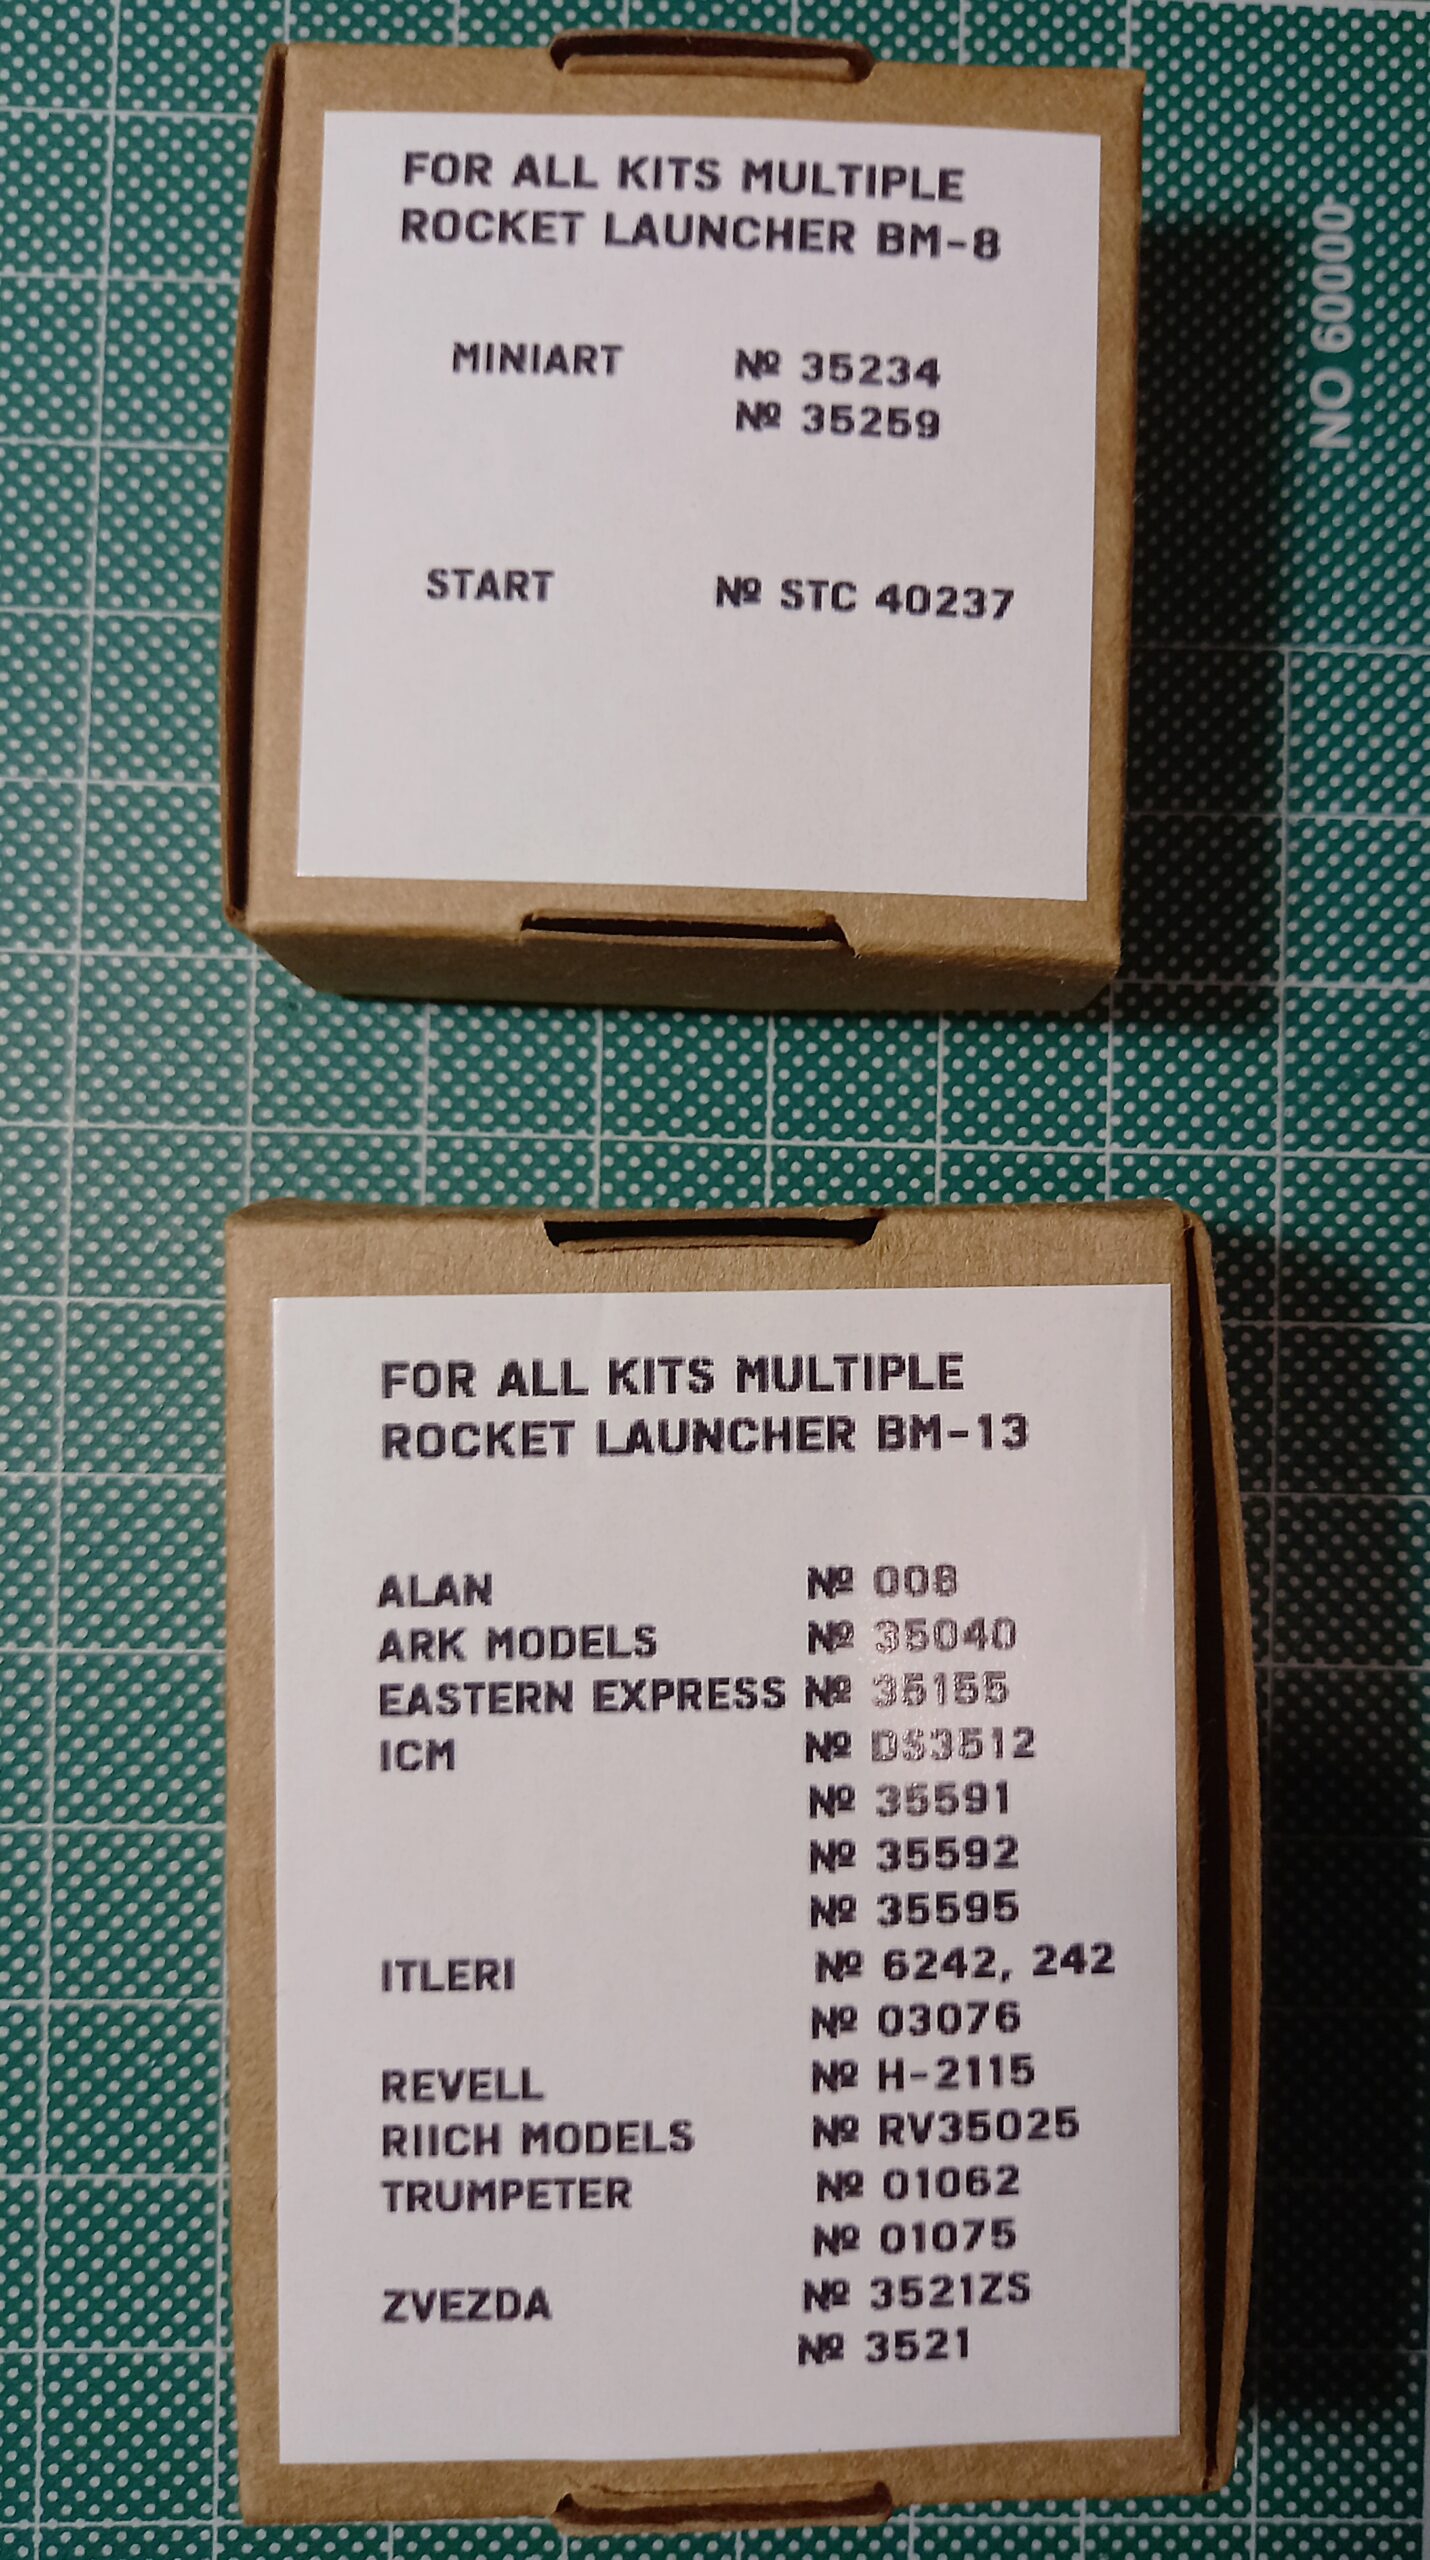 FOR ALL KITS MULTIPLE
ROCKET LAUNCHER BM-8
MINIART № 35234
№ 35259
START № STC 40237
NO 60000
FOR ALL KITS MULTIPLE
ROCKET LAUNCHER BM-13
ALAN № 008
ARK MODELS № 35040
EASTERN EXPRESS № 35155
ICM № DS3512
№ 35591
№ 35592
№ 35595
ITLERI № 6242, 242
№ 03076
REVELL № H-2115
RIICH MODELS № RV35025
TRUMPETER № 01062
№ 01075
ZVEZDA № 3521ZS
№ 3521